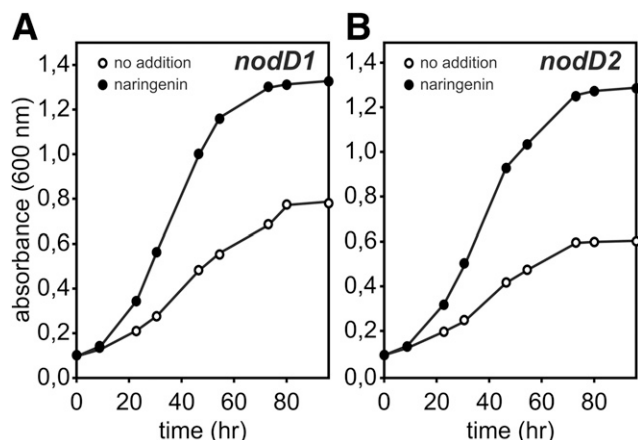 A
nodD1
no addition
naringenin
absorbance (600 nm)
1,4
1,2
1,0
0,8
0,6
0,4
0,2
0,0
0 20 40 60 80
time (hr)
B
nodD2
no addition
naringenin
1,4
1,2
1,0
0,8
0,6
0,4
0,2
0,0
0 20 40 60 80
time (hr)